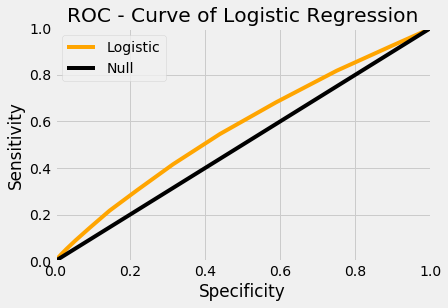 ROC - Curve of Logistic Regression
Logistic
Null
1.0
0.8
0.6
0.4
0.2
0.0
Sensitivity
0.0 0.2 0.4 0.6 0.8 1.0
Specificity